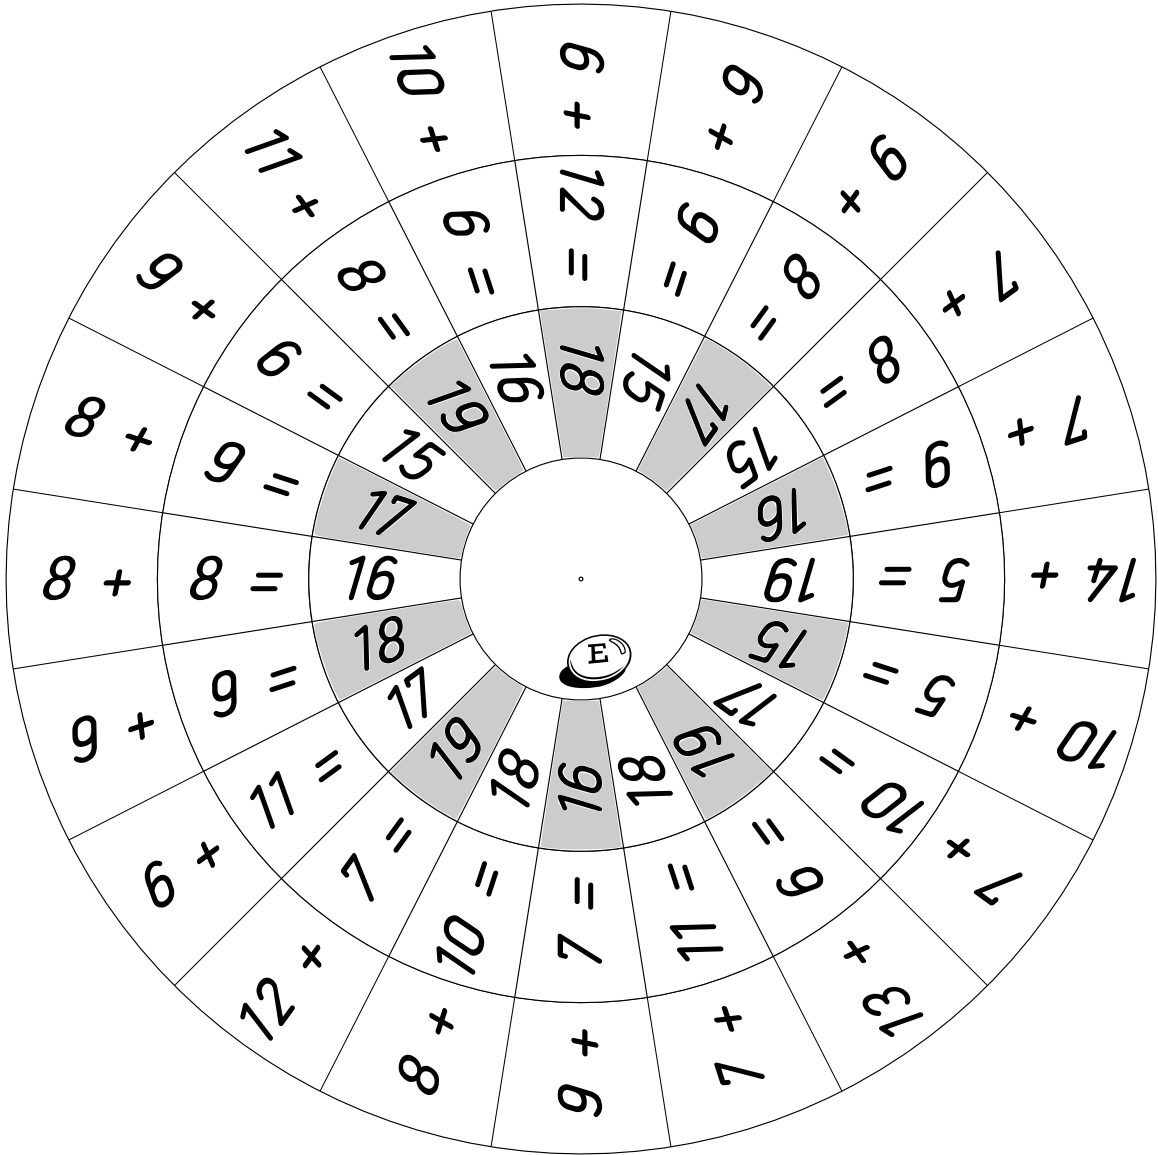 6 + 12 = 18
6 + 9 = 15
9 + 8 = 17
7 + 8 = 15
7 + 9 = 16
14 + 5 = 19
10 + 5 = 15
7 + 10 = 17
13 + 6 = 19
7 + 11 = 18
9 + 7 = 16
8 + 10 = 18
12 + 7 = 19
6 + 11 = 17
9 + 9 = 18
8 + 8 = 16
8 + 9 = 17
9 + 6 = 15
11 + 8 = 19
10 + 6 = 16
E